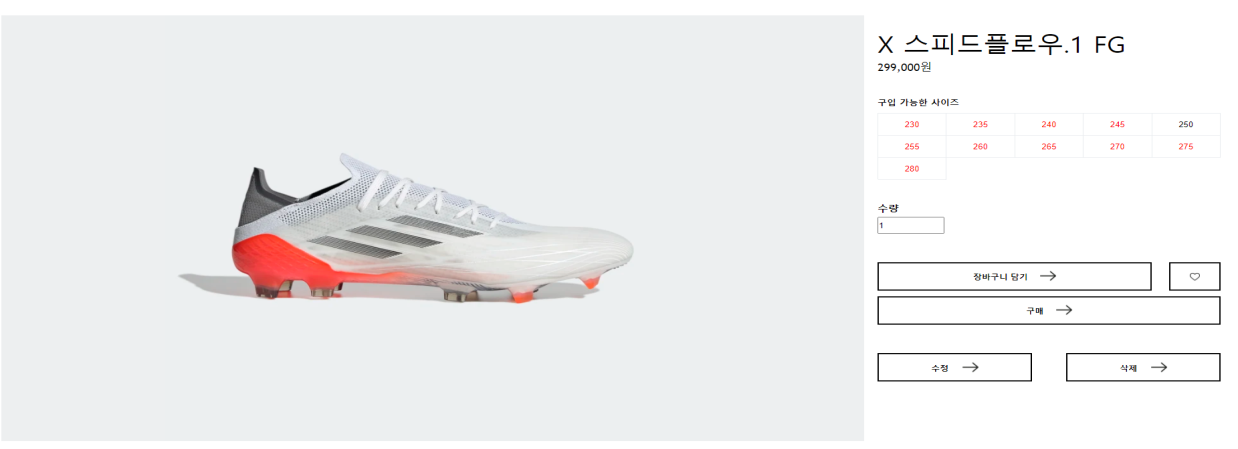 X 스피드플로우.1 FG
299,000원
구입 가능한 사이즈
230 235 240 245 250
255 260 265 270 275
280
수량
1
장바구니 담기
구매
수정 삭제